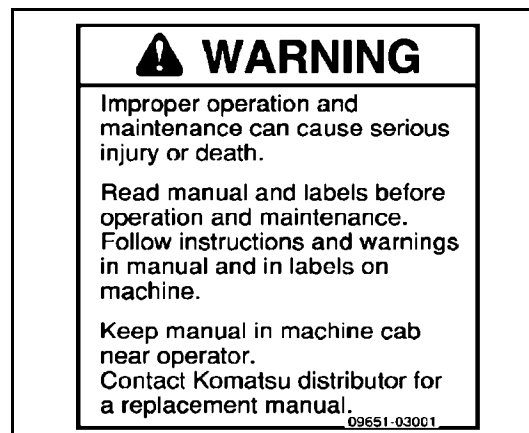 WARNING
Improper operation and
maintenance can cause serious
injury or death.
Read manual and labels before
operation and maintenance.
Follow instructions and warnings
in manual and in labels on
machine.
Keep manual in machine cab
near operator.
Contact Komatsu distributor for
a replacement manual.
09651-03001